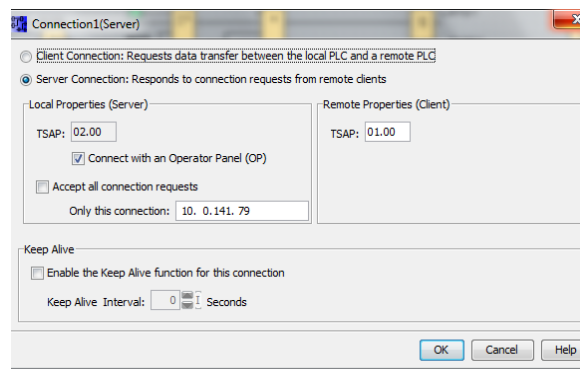 Connection1(Server)
Client Connection: Requests data transfer between the local PLC and a remote PLC
Server Connection: Responds to connection requests from remote clients
Local Properties (Server)
Remote Properties (Client)
TSAP: 02.00
TSAP: 01.00
Connect with an Operator Panel (OP)
Accept all connection requests
Only this connection: 10. 0.141. 79
Keep Alive
Enable the Keep Alive function for this connection
Keep Alive Interval: 0 Seconds
OK Cancel Help